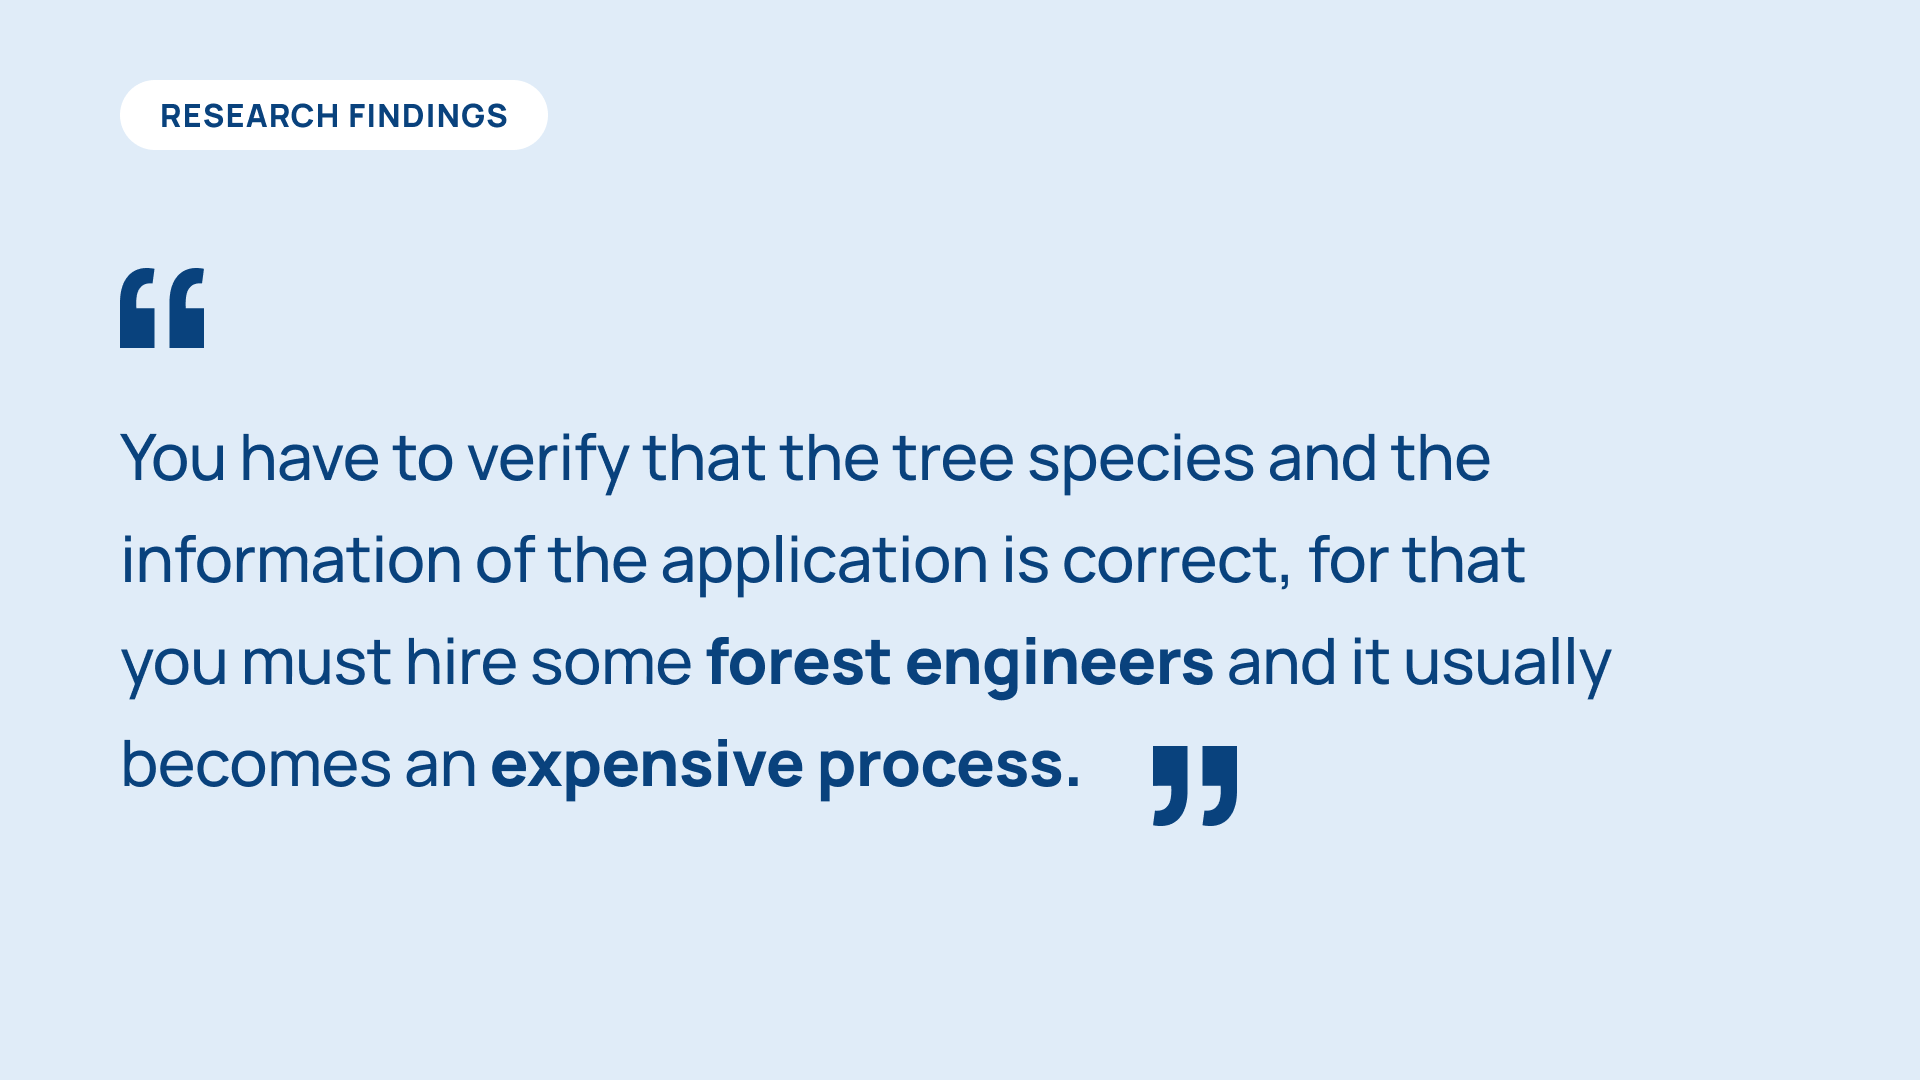 RESEARCH FINDINGS
“
You have to verify that the tree species and the
information of the application is correct, for that
you must hire some forest engineers and it usually
becomes an expensive process. ”